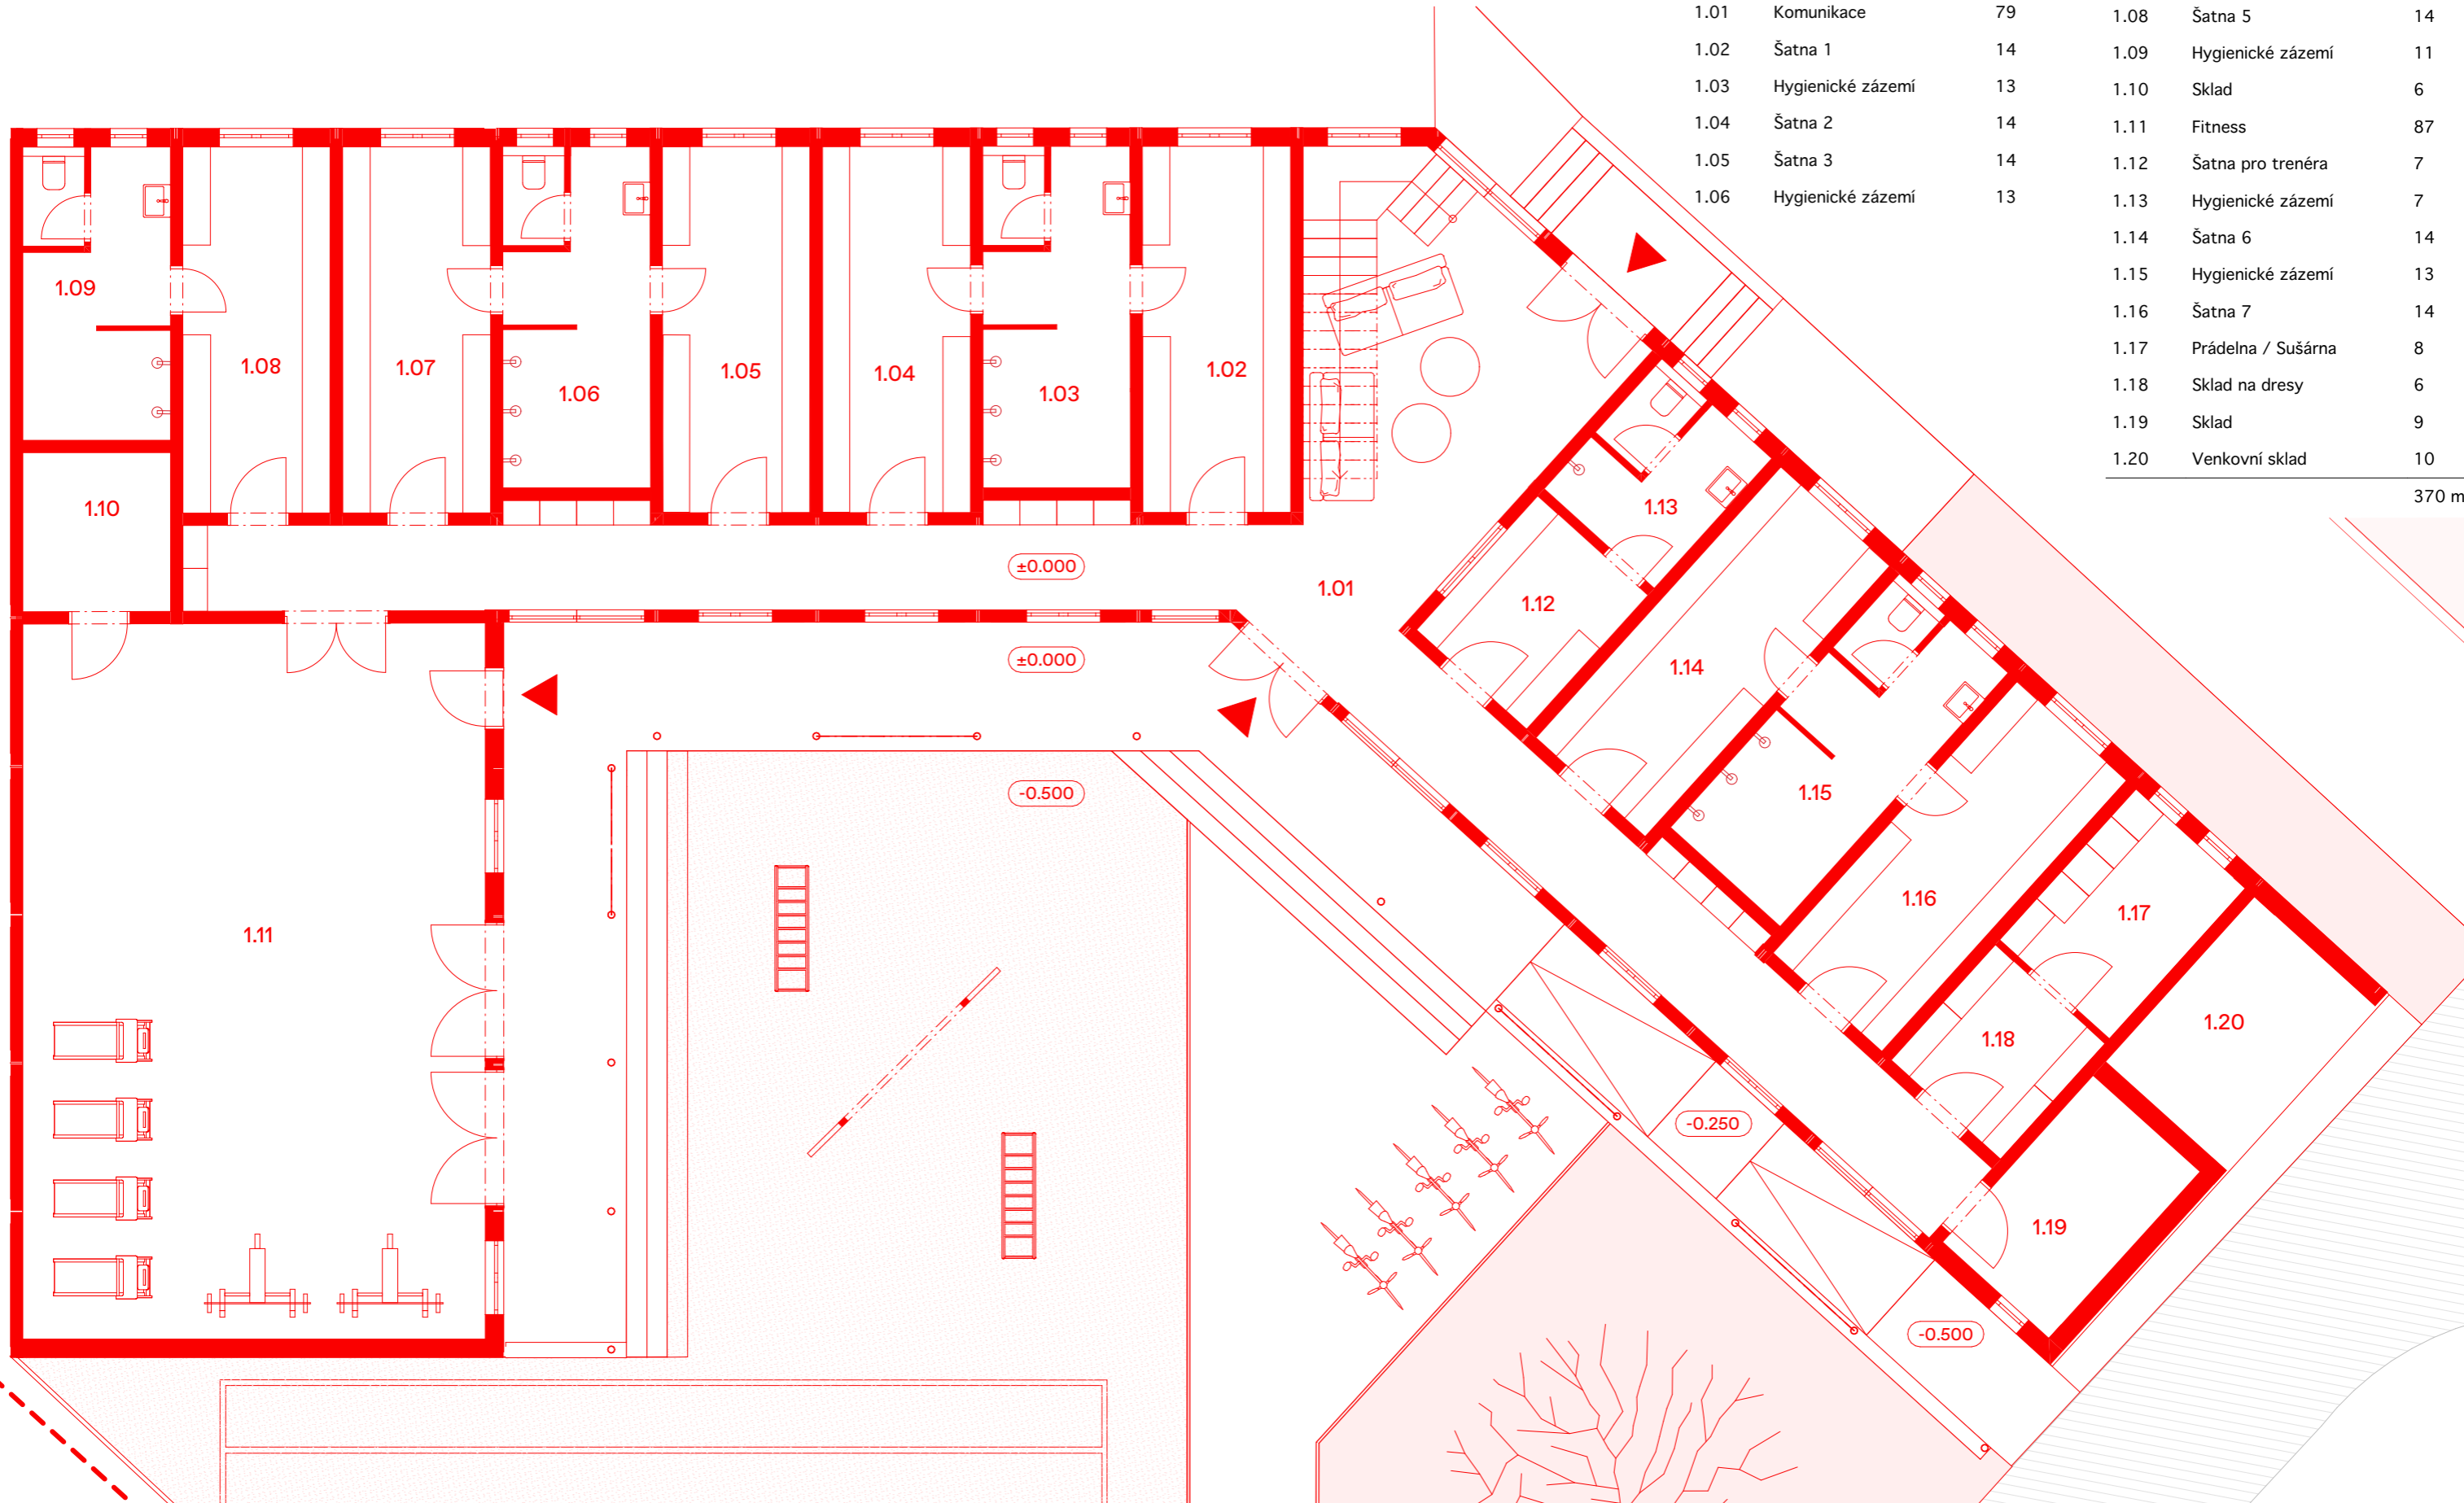 1.01 Komunikace 79
1.02 Šatna 1 14
1.03 Hygienické zázemí 13
1.04 Šatna 2 14
1.05 Šatna 3 14
1.06 Hygienické zázemí 13
1.08 Šatna 5 14
1.09 Hygienické zázemí 11
1.10 Sklad 6
1.11 Fitness 87
1.12 Šatna pro trenéra 7
1.13 Hygienické zázemí 7
1.14 Šatna 6 14
1.15 Hygienické zázemí 13
1.16 Šatna 7 14
1.17 Prádelna / Sušárna 8
1.18 Sklad na dresy 6
1.19 Sklad 9
1.20 Venkovní sklad 10
370 m
1.09
1.08
1.07
1.06
1.05
1.04
1.03
1.02
1.10
±0.000
1.01
1.13
1.12
±0.000
1.14
-0.500
1.15
1.11
1.16
1.17
1.20
1.18
-0.250
1.19
-0.500